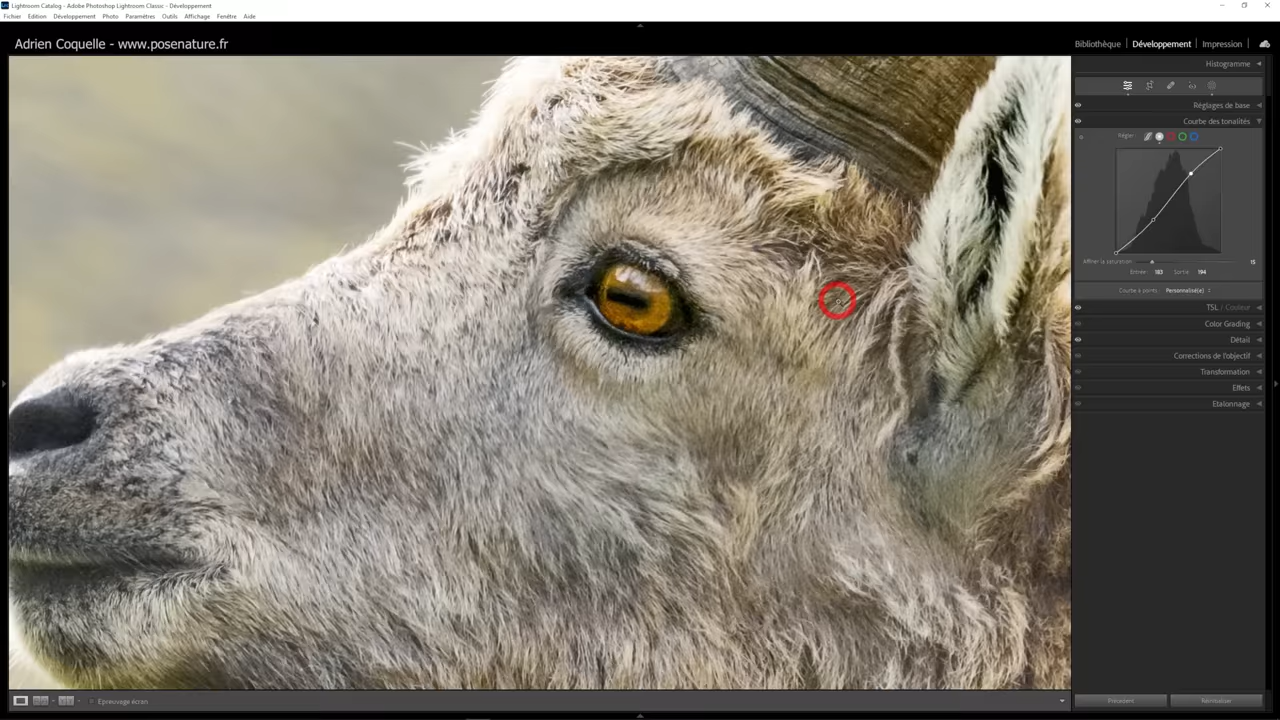 Lightroom Catalog - Adobe Photoshop Lightroom Classic - Développement
Fichier Edition Développement Photo Paramètres Outils Affichage Fenêtre Aide
Adrien Coquelle - www.posenature.fr
Bibliothèque | Développement | Impression |
Histogramme
Réglages de base
Courbe des tonalités
Régler :
Affiner la saturation 15
Entrée 183 Sortie 194
Courbe à points : Personnalisé(e)
TSL / Couleur
Color Grading
Détail
Corrections de l'objectif
Transformation
Effets
Etalonnage
Epreuvage écran
Précédent Réinitialiser